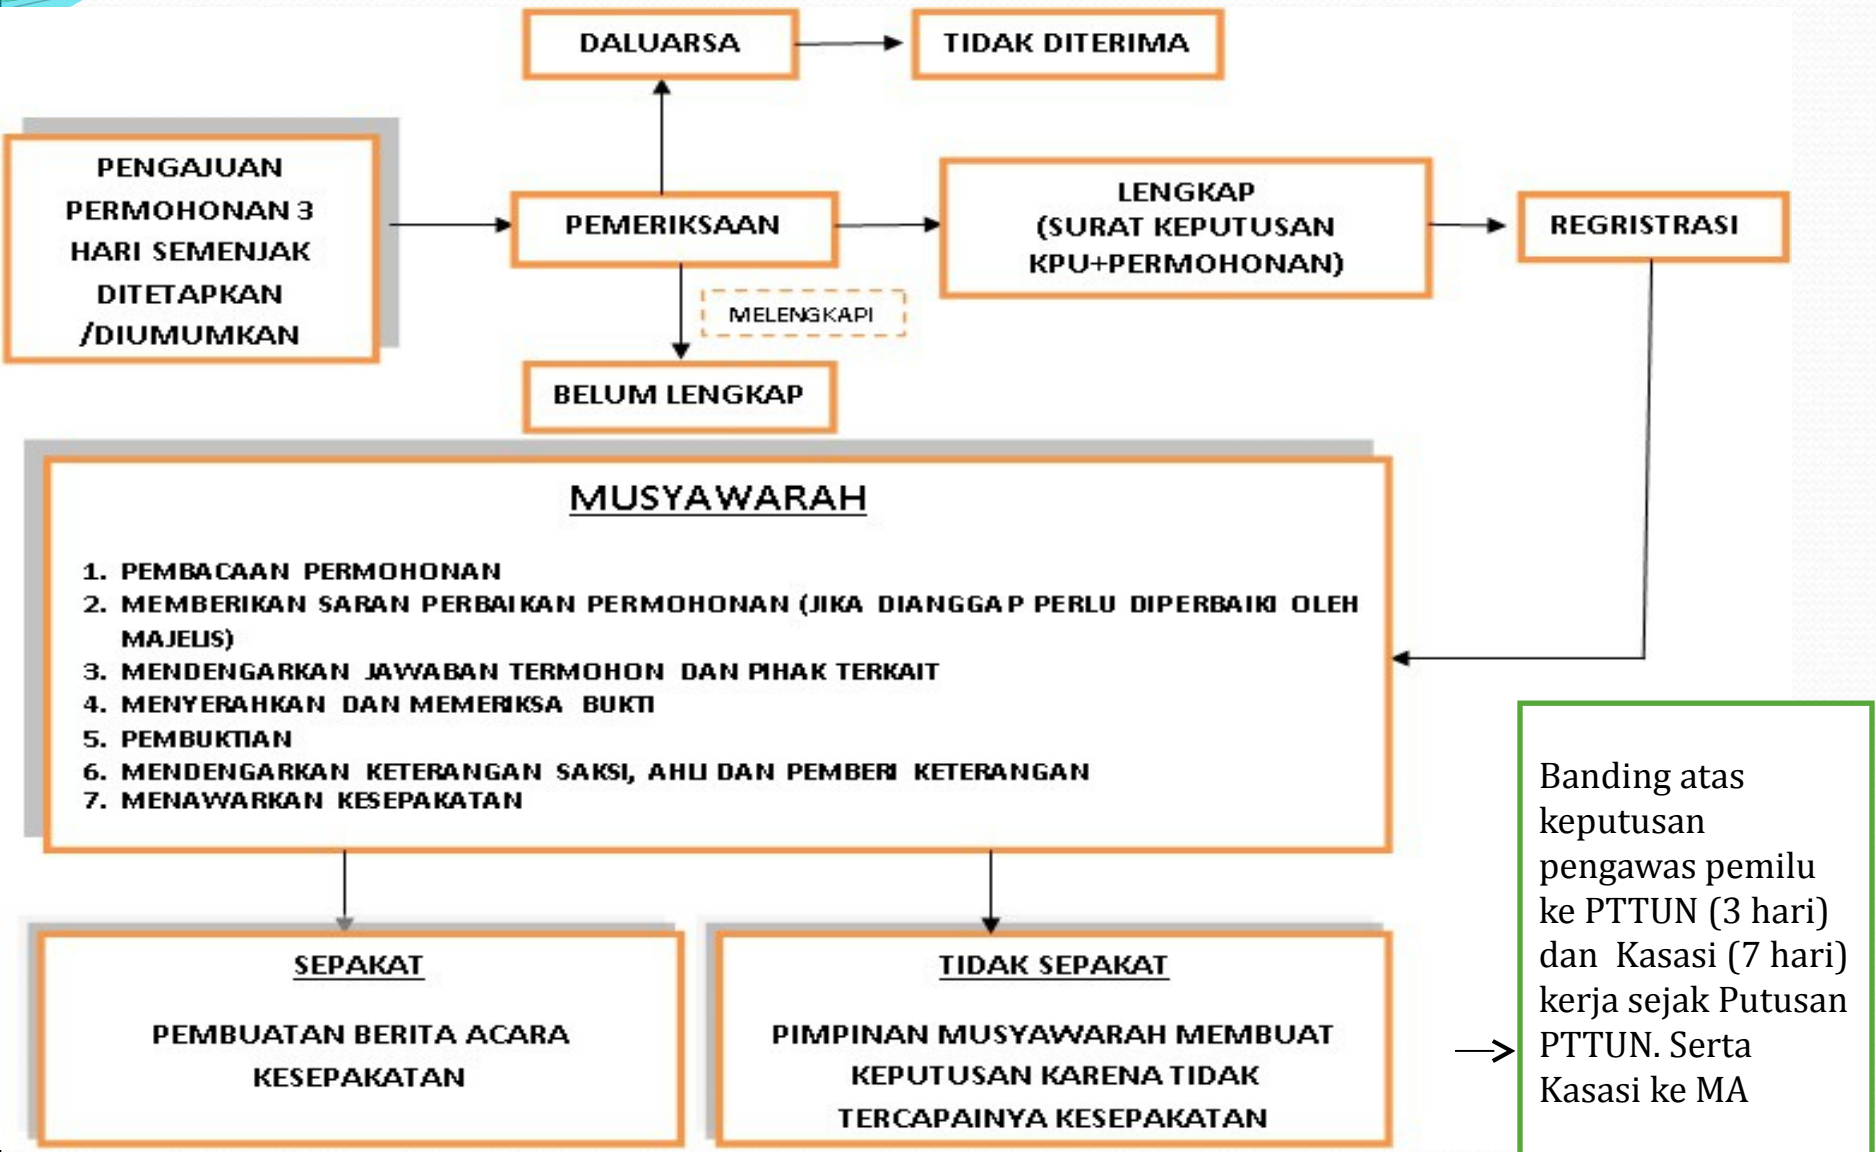 DALUARSA
TIDAK DITERIMA
PENGAJUAN
PERMOHONAN 3
HARI SEMENJAK
DITETAPKAN
/DIUMUMKAN
PEMERIKSAAN
LENGKAP
(SURAT KEPUTUSAN
KPU+PERMOHONAN)
REGRISTRASI
MELENGKAPI
BELUM LENGKAP
MUSYAWARAH
1. PEMBACAAN PERMOHONAN
2. MEMBERIKAN SARAN PERBAIKAN PERMOHONAN (JIKA DIANGGAP PERLU DIPERBAIKI OLEH
MAJELIS)
3. MENDENGARKAN JAWABAN TERMOHON DAN PIHAK TERKAIT
4. MENYERAHKAN DAN MEMERIKSA BUKTI
5. PEMBUKTIAN
6. MENDENGARKAN KETERANGAN SAKSI, AHLI DAN PEMBERI KETERANGAN
7. MENAWARKAN KESEPAKATAN
SEPAKAT
PEMBUATAN BERITA ACARA
KESEPAKATAN
TIDAK SEPAKAT
PIMPINAN MUSYAWARAH MEMBUAT
KEPUTUSAN KARENA TIDAK
TERCAPAINYA KESEPAKATAN
Banding atas
keputusan
pengawas pemilu
ke PTTUN (3 hari)
dan Kasasi (7 hari)
kerja sejak Putusan
PTTUN. Serta
Kasasi ke MA